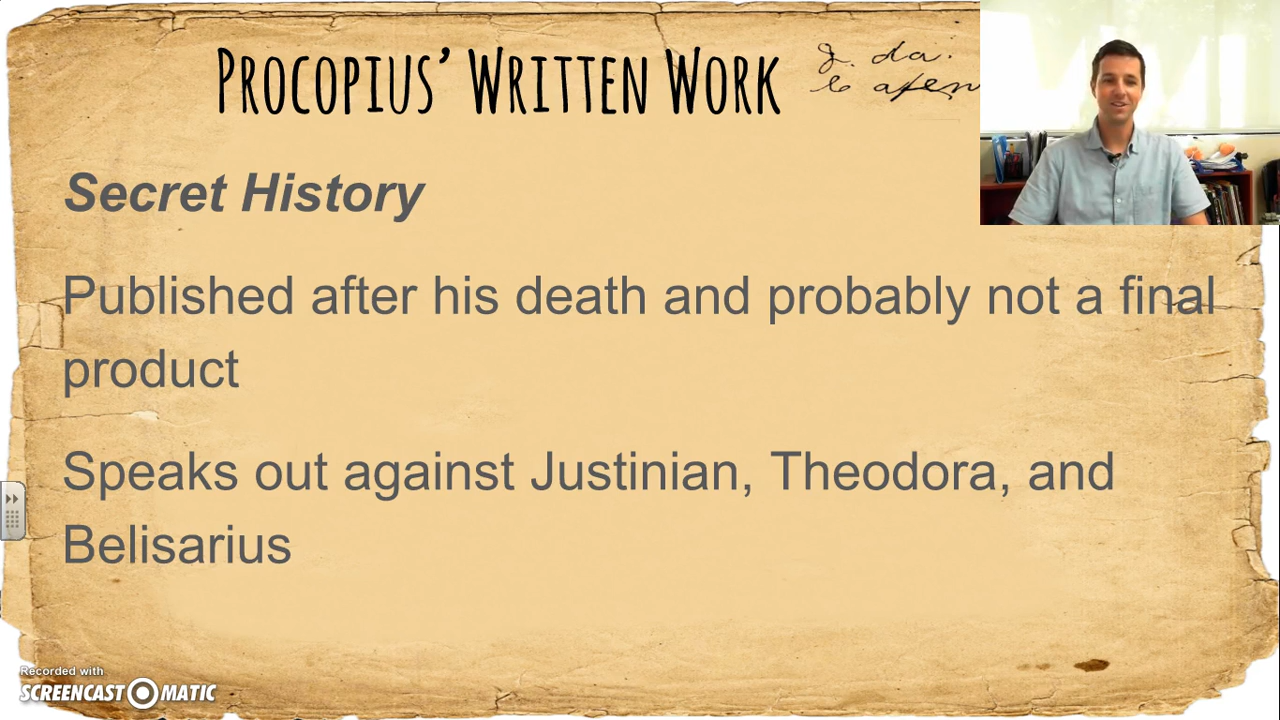 Procopius' Written Work
Secret History
Published after his death and probably not a final
product
Speaks out against Justinian, Theodora, and
Belisarius
Recorded with
SCREENCAST MATIC